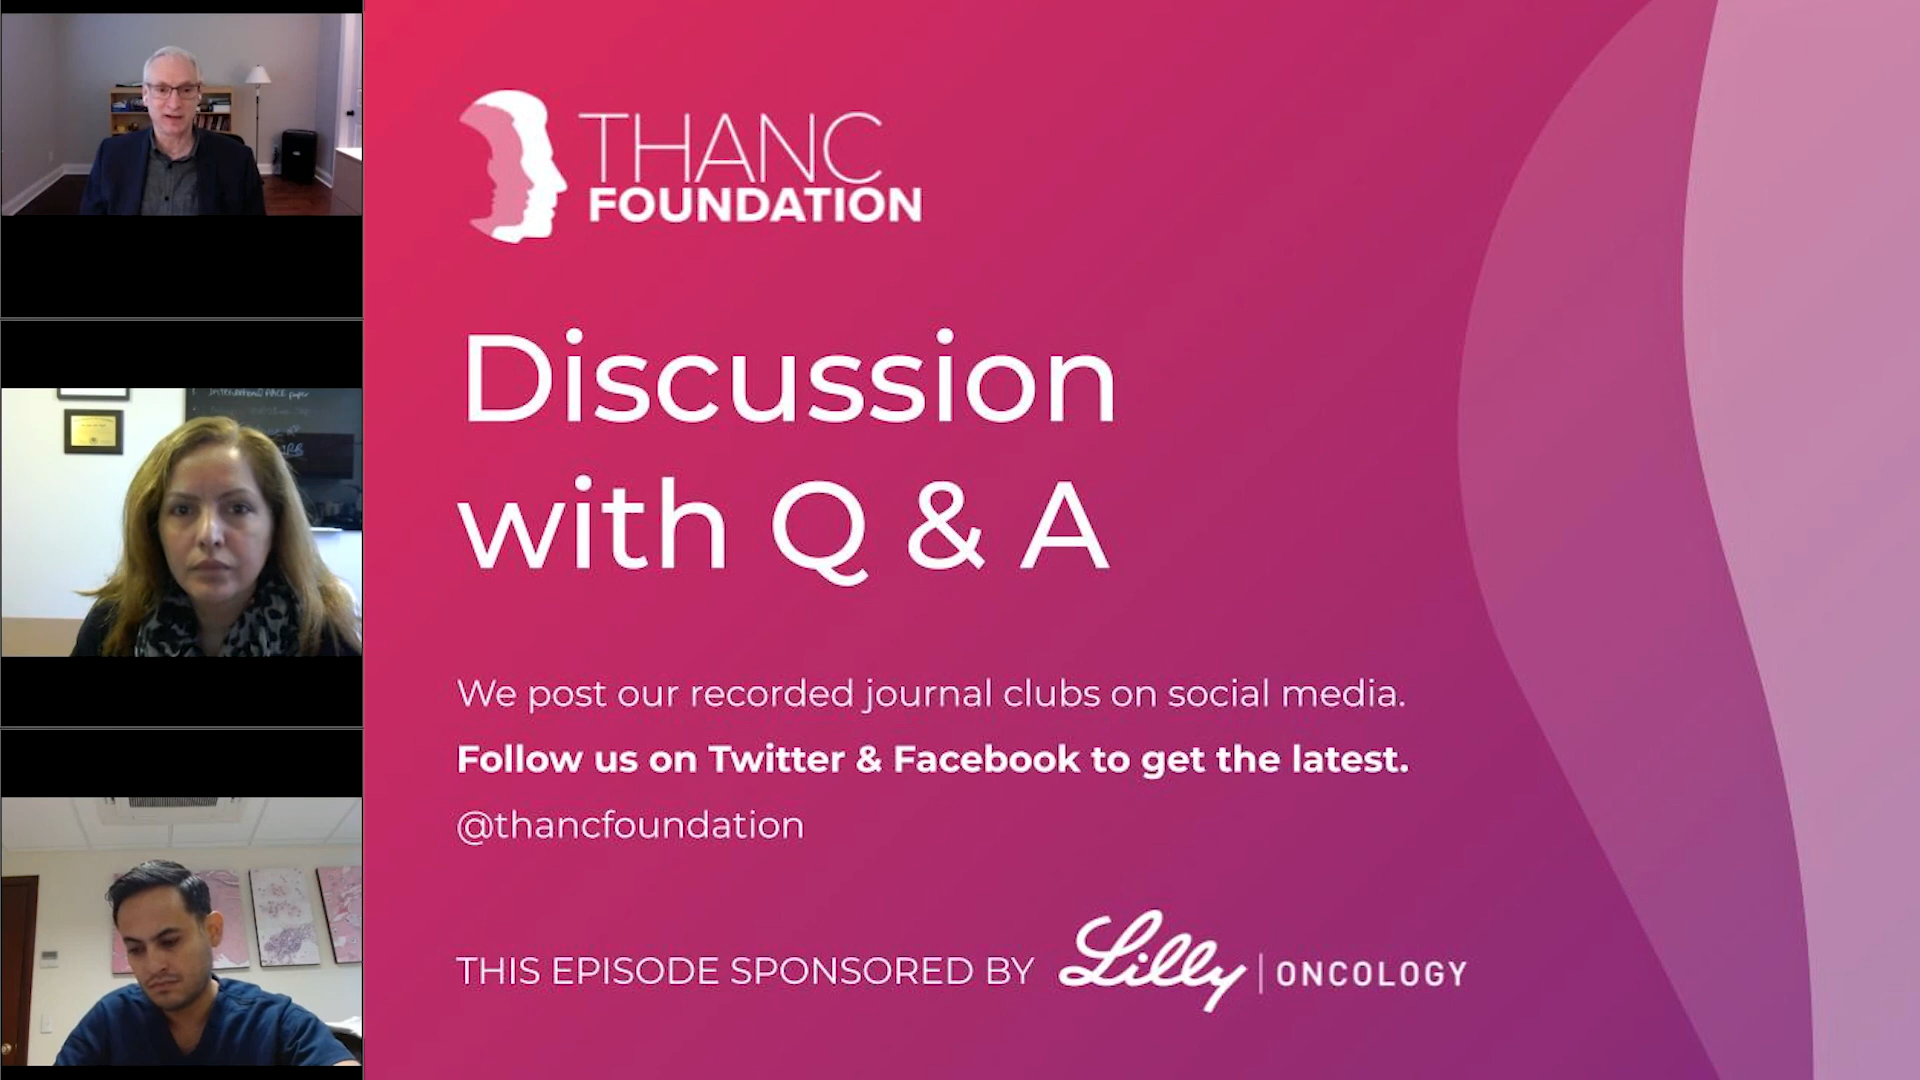 THANC
FOUNDATION
Discussion
with Q & A
We post our recorded journal clubs on social media.
Follow us on Twitter & Facebook to get the latest.
@thancfoundation
THIS EPISODE SPONSORED BY Lilly | ONCOLOGY
paper